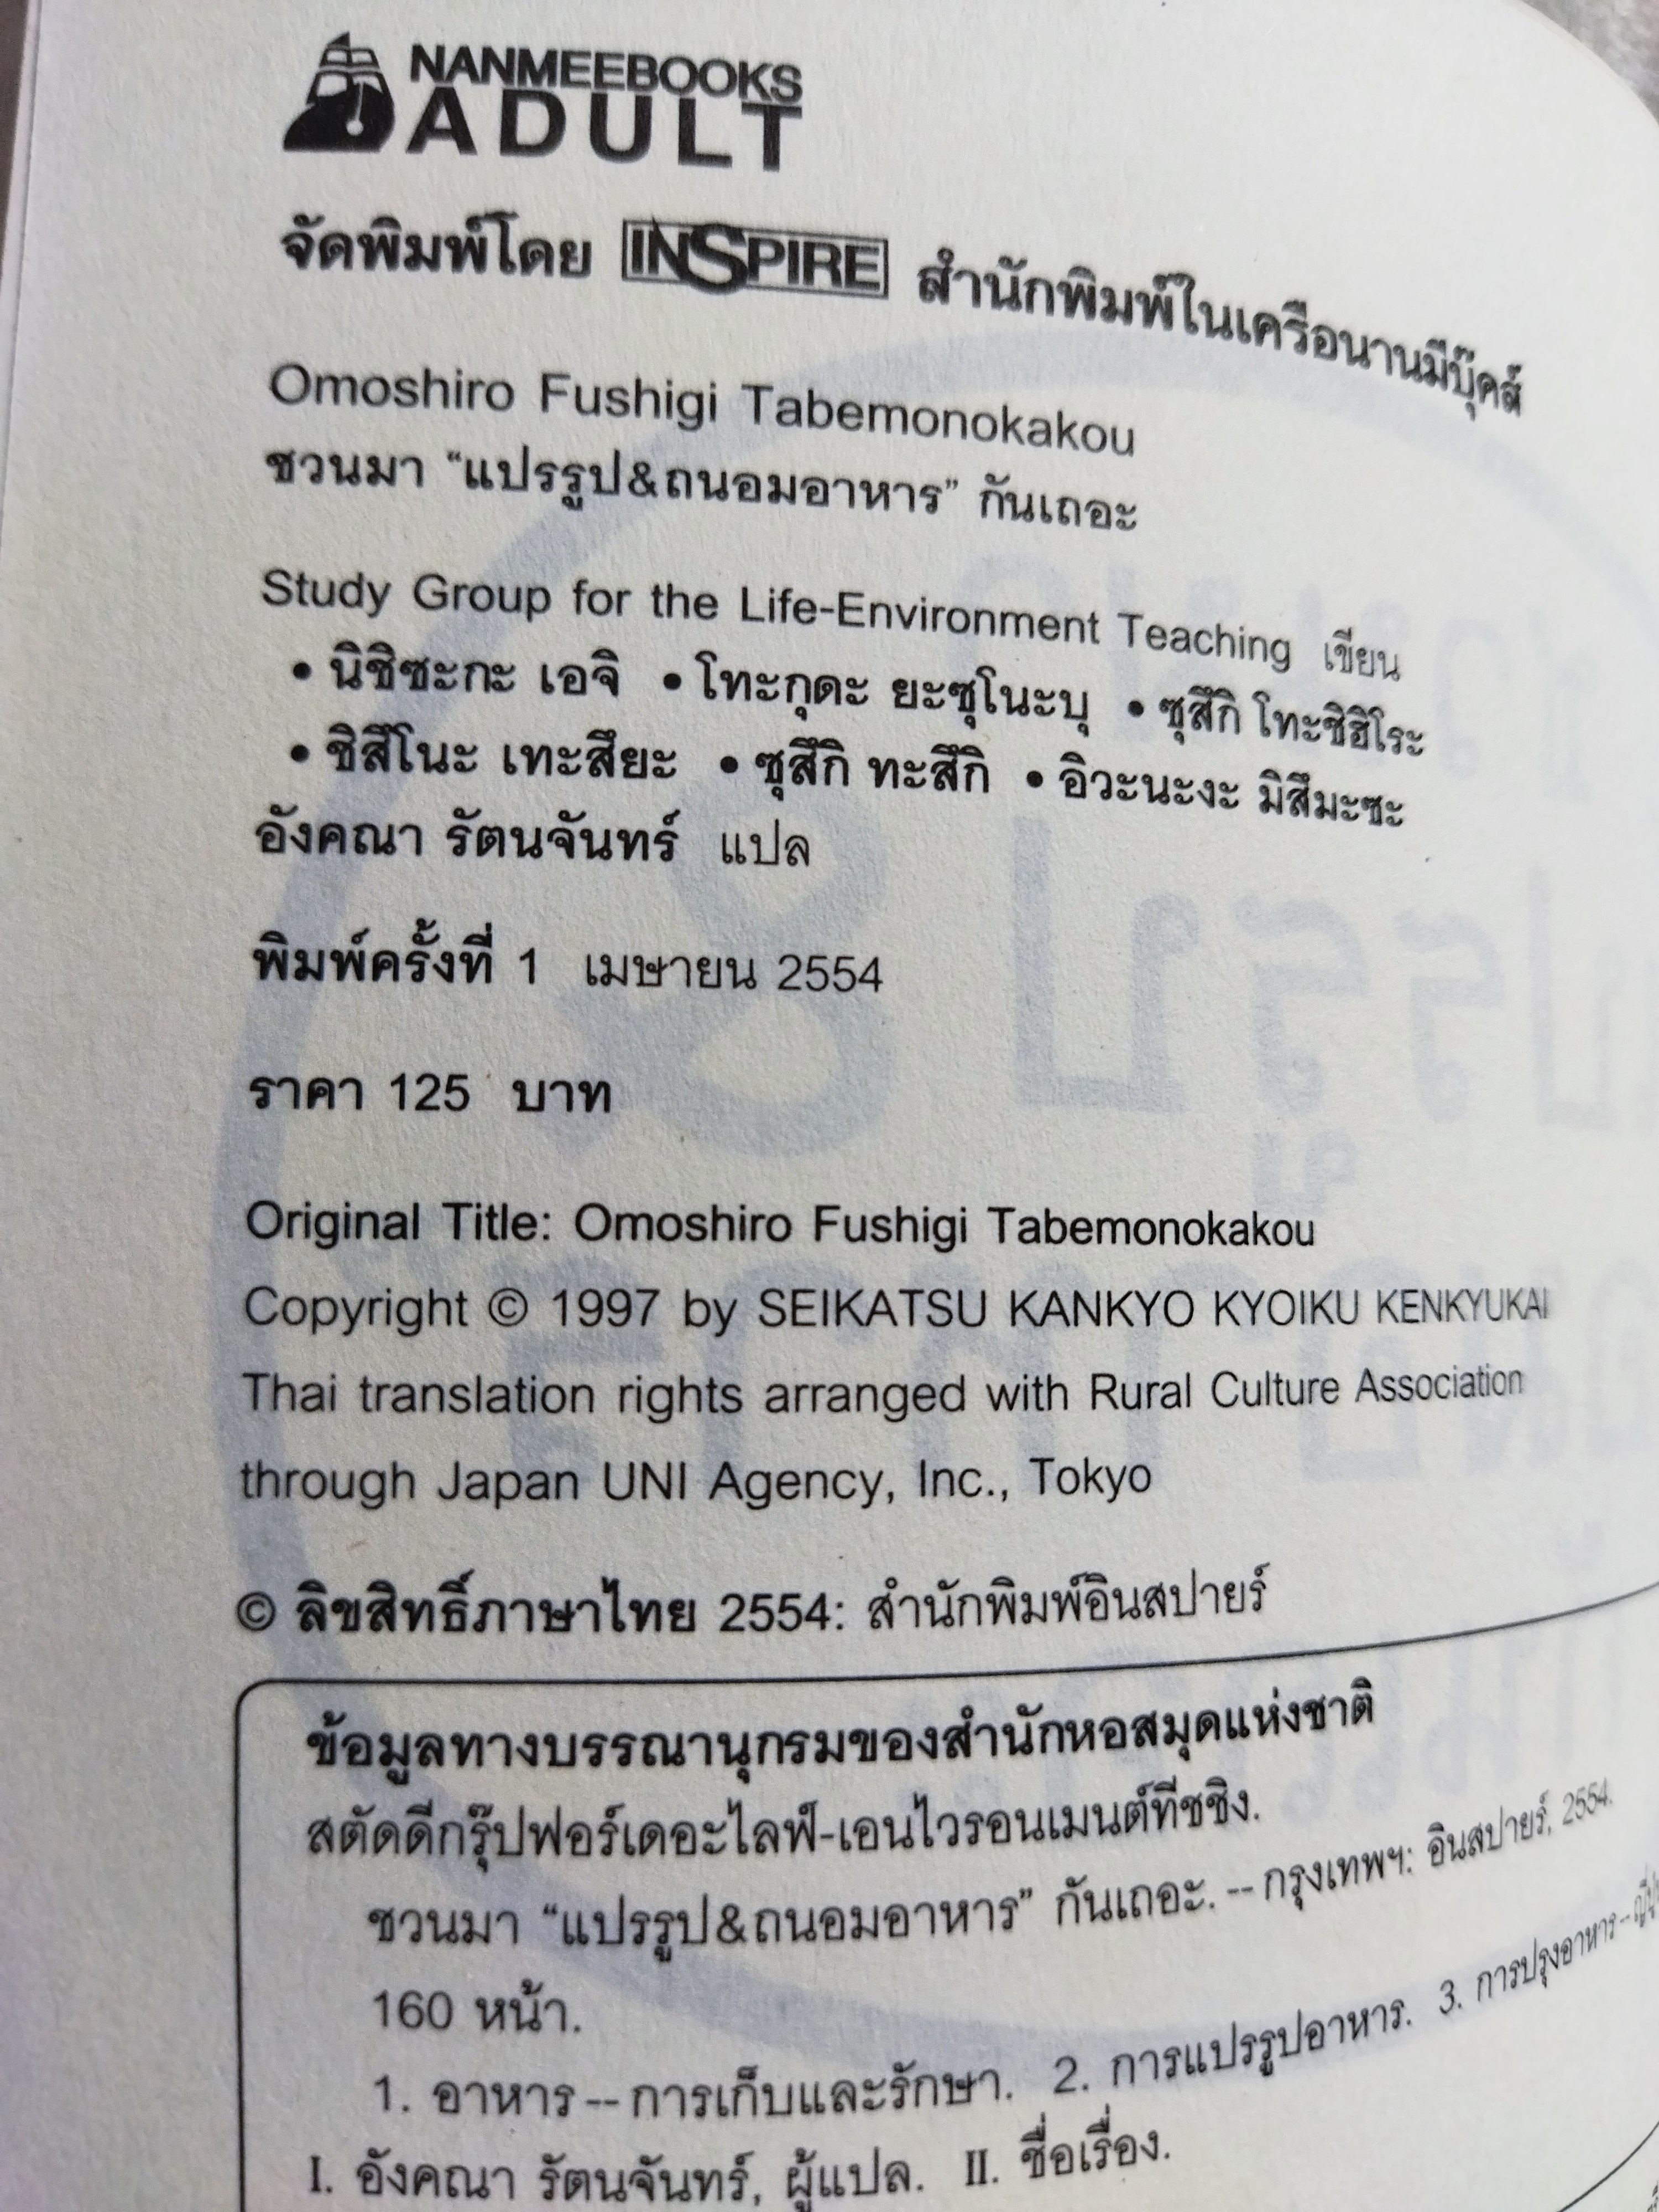 NANMEEBOOKS
ADULT
จัดพิมพ์โดย INSPIRE สำนักพิมพ์ในเครือนานมีบุ๊คส์
Omoshiro Fushigi Tabemonokakou
ชวนมา “แปรรูป&ถนอมอาหาร” กันเถอะ
Study Group for the Life-Environment Teaching เขียน
• นิชิซะกะ เอจิ • โทะกุดะ ยะซุโนะบุ • ซุสึกิ โทะชิฮิโระ
• ชิสึโนะ เทะสึยะ • ซุสึกิ ทะสึกิ • อิวะนะงะ มิสึมะซะ
อังคณา รัตนจันทร์ แปล
พิมพ์ครั้งที่ 1 เมษายน 2554
ราคา 125 บาท
Original Title: Omoshiro Fushigi Tabemonokakou
Copyright © 1997 by SEIKATSU KANKYO KYOIKU KENKYUKAI
Thai translation rights arranged with Rural Culture Association
through Japan UNI Agency, Inc., Tokyo
© ลิขสิทธิ์ภาษาไทย 2554: สำนักพิมพ์อินสปายร์
ข้อมูลทางบรรณานุกรมของสำนักหอสมุดแห่งชาติ
สตัดดีกรุ๊ปฟอร์เดอะไลฟ์-เอนไวรอนเมนต์ทีชชิง.
ชวนมา “แปรรูป&ถนอมอาหาร” กันเถอะ. -- กรุงเทพฯ: อินสปายร์, 2554.
160 หน้า.
1. อาหาร -- การเก็บและรักษา. 2. การแปรรูปอาหาร. 3. การปรุงอาหาร --
I. อังคณา รัตนจันทร์, ผู้แปล. II. ชื่อเรื่อง.